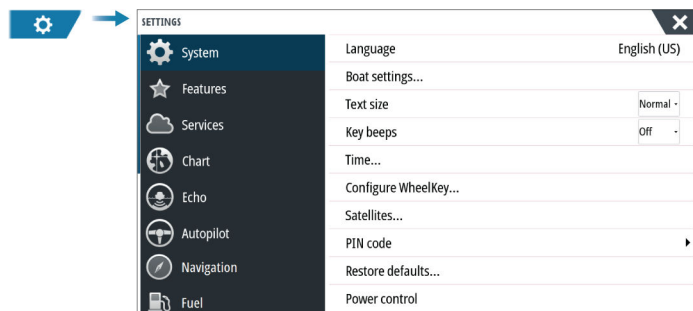 SETTINGS
System
Features
Services
Chart
Echo
Autopilot
Navigation
Fuel
Language English (US)
Boat settings...
Text size Normal
Key beeps Off
Time...
Configure WheelKey...
Satellites...
PIN code
Restore defaults...
Power control